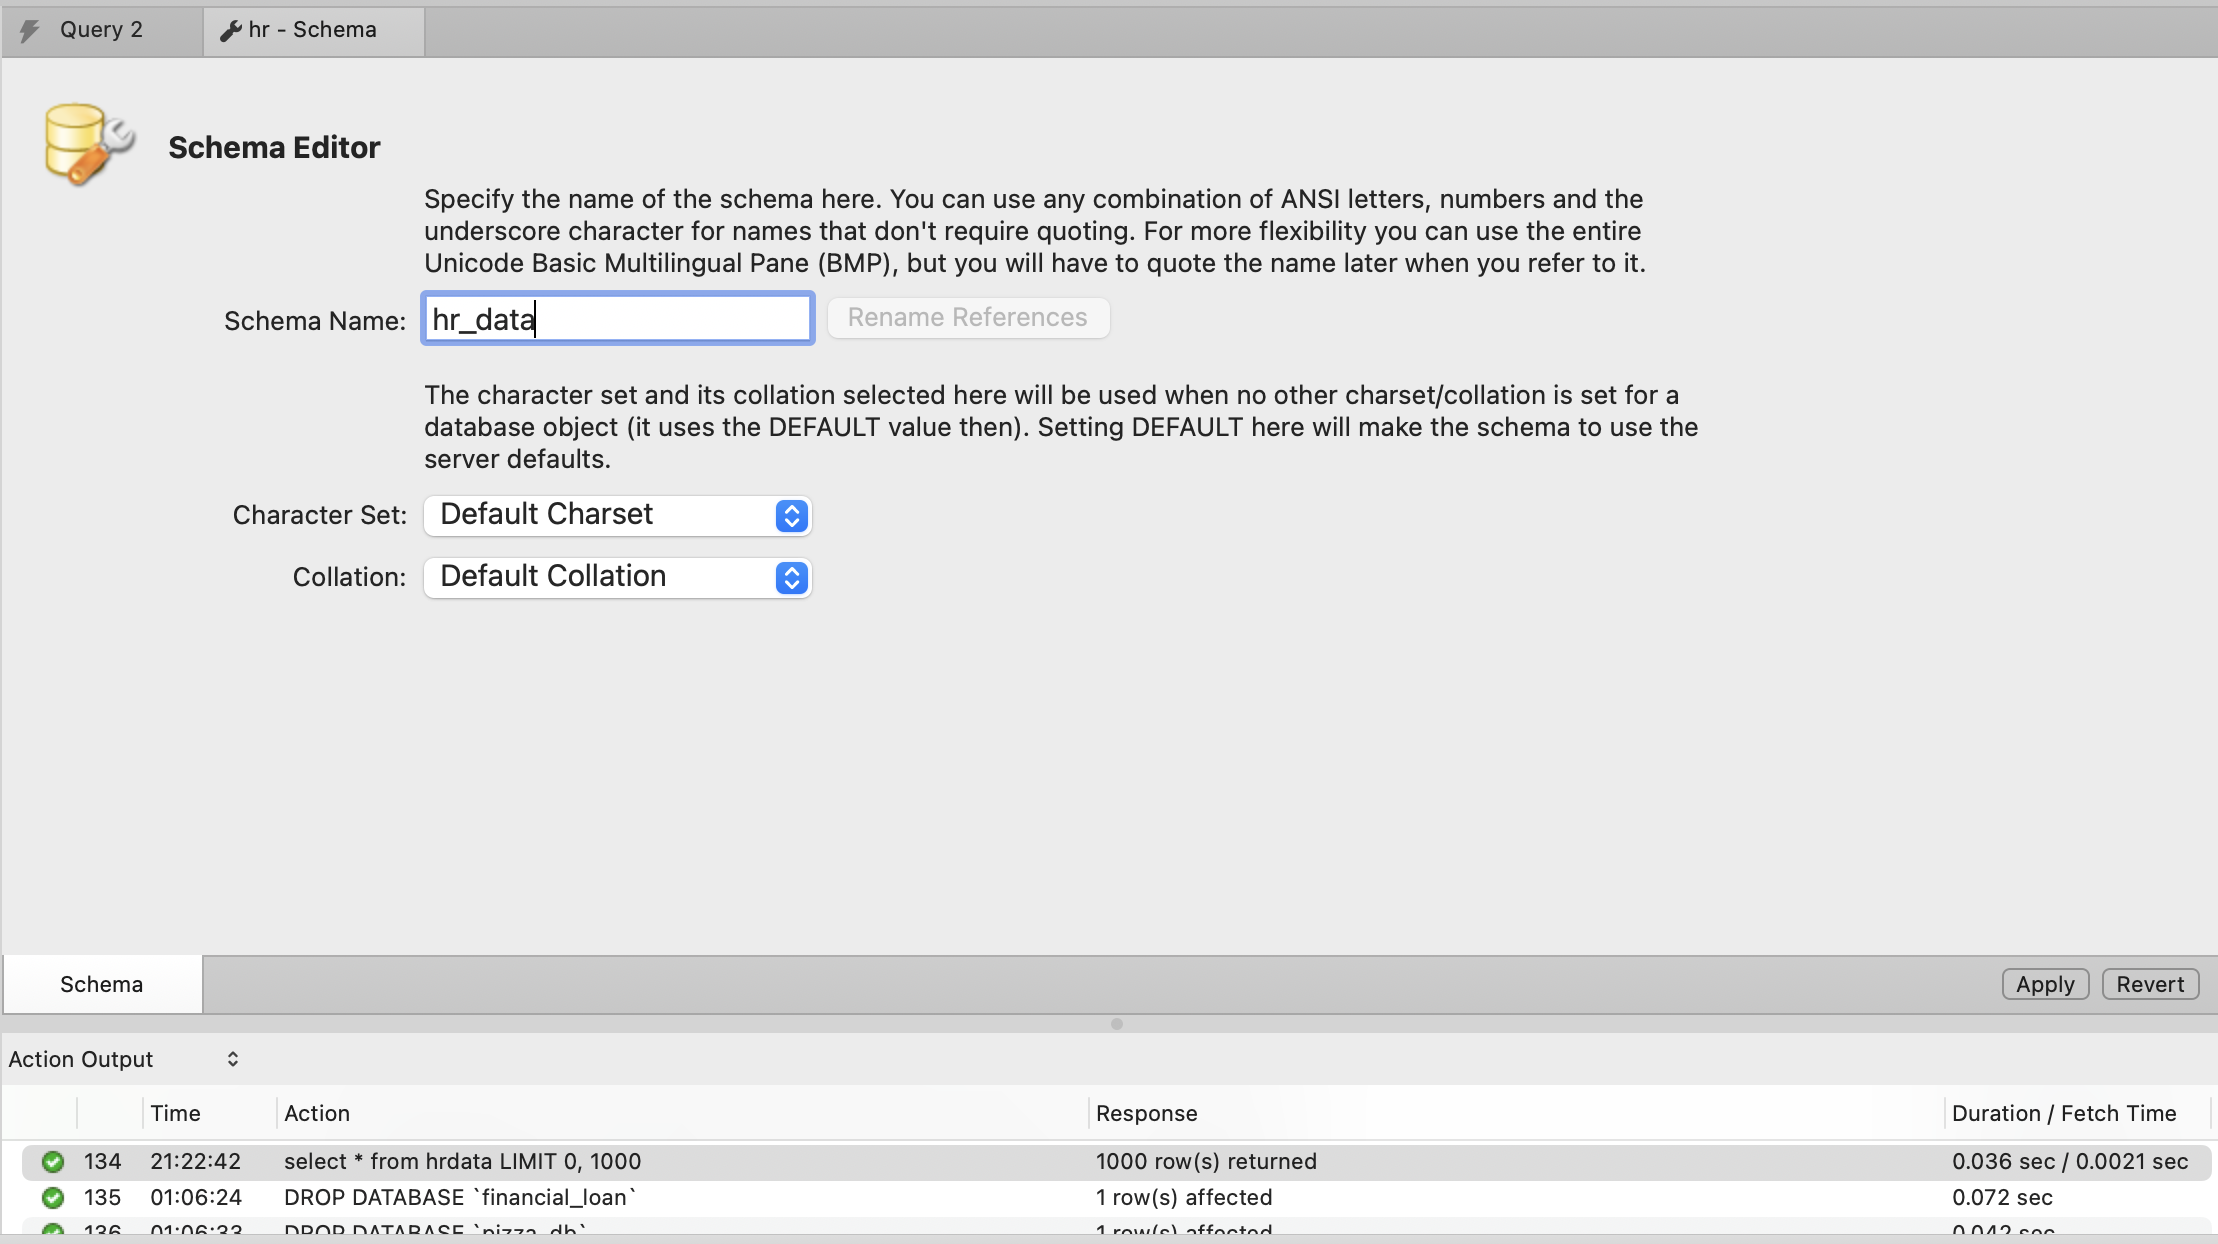 Query 2
hr - Schema
Schema Editor
Specify the name of the schema here. You can use any combination of ANSI letters, numbers and the
underscore character for names that don't require quoting. For more flexibility you can use the entire
Unicode Basic Multilingual Pane (BMP), but you will have to quote the name later when you refer to it.
Schema Name: hr_data Rename References
The character set and its collation selected here will be used when no other charset/collation is set for a
database object (it uses the DEFAULT value then). Setting DEFAULT here will make the schema to use the
server defaults.
Character Set: Default Charset
Collation: Default Collation
Schema
Apply Revert
Action Output
Time Action Response Duration / Fetch Time
134 21:22:42 select * from hrdata LIMIT 0, 1000 1000 row(s) returned 0.036 sec / 0.0021 sec
135 01:06:24 DROP DATABASE `financial_loan` 1 row(s) affected 0.072 sec
136 01:06:33 DROP DATABASE `pizza_db` 1 row(s) affected 0.042 sec